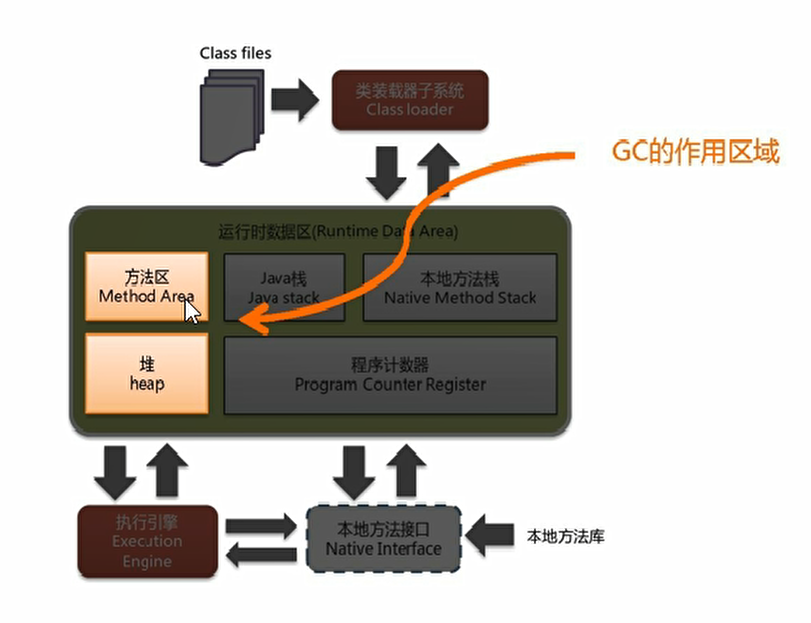 Class files
类装载器子系统
Class loader
GC的作用区域
运行时数据区(Runtime Data Area)
方法区
Method Area
Java栈
Java stack
本地方法栈
Native Method Stack
堆
heap
程序计数器
Program Counter Register
执行引擎
Execution
Engine
本地方法接口
Native Interface
本地方法库